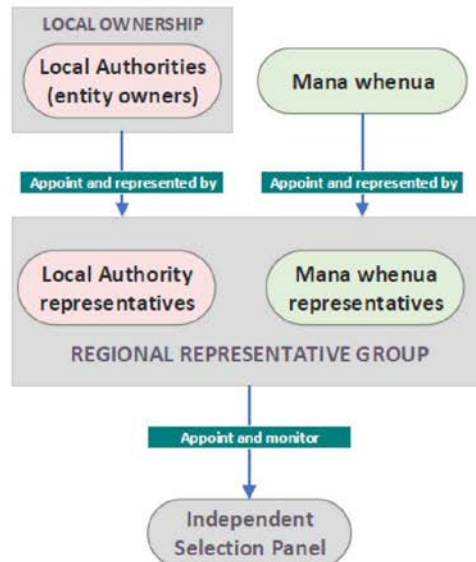 LOCAL OWNERSHIP
Local Authorities
(entity owners)
Mana whenua
Appoint and represented by
Appoint and represented by
Local Authority
representatives
Mana whenua
representatives
REGIONAL REPRESENTATIVE GROUP
Appoint and monitor
Independent
Selection Panel